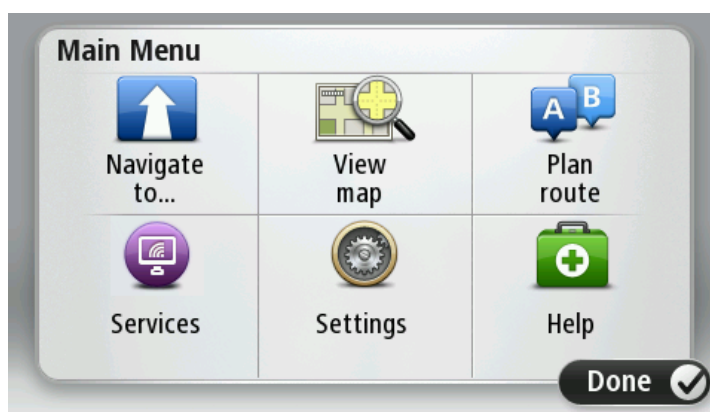 Main Menu
A B
Navigate
to...
View
map
Plan
route
Services
Settings
Help
Done